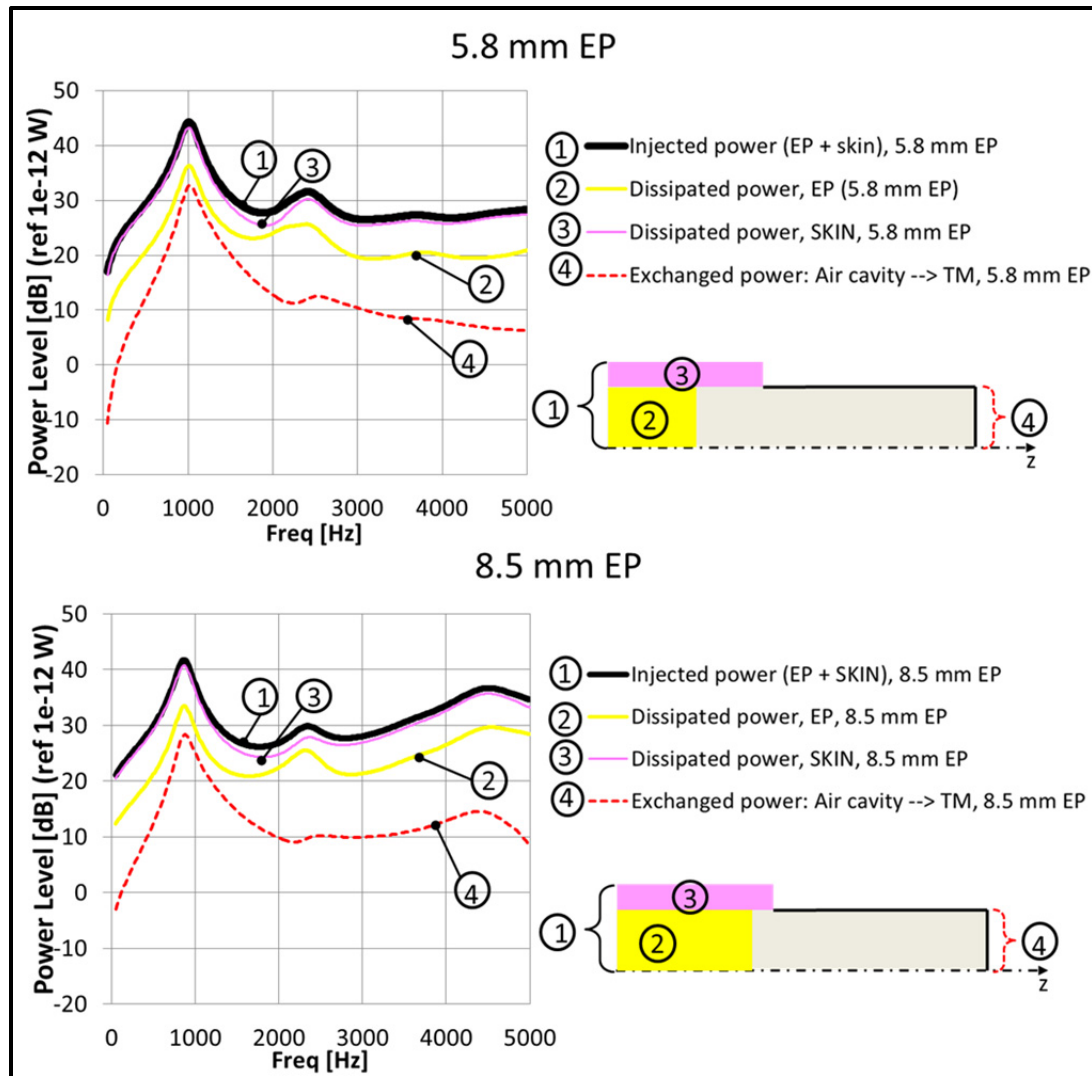 5.8 mm EP
Power Level [dB] (ref 1e-12 W)
50
40
30
20
10
0
-10
-20
0 1000 2000 3000 4000 5000
Freq [Hz]
1 3
2
4
1 Injected power (EP + skin), 5.8 mm EP
2 Dissipated power, EP (5.8 mm EP)
3 Dissipated power, SKIN, 5.8 mm EP
4 Exchanged power: Air cavity --> TM, 5.8 mm EP
3
1 2 4
z
8.5 mm EP
Power Level [dB] (ref 1e-12 W)
50
40
30
20
10
0
-10
-20
0 1000 2000 3000 4000 5000
Freq [Hz]
1 3
2
4
1 Injected power (EP + SKIN), 8.5 mm EP
2 Dissipated power, EP, 8.5 mm EP
3 Dissipated power, SKIN, 8.5 mm EP
4 Exchanged power: Air cavity --> TM, 8.5 mm EP
3
1 2 4
z